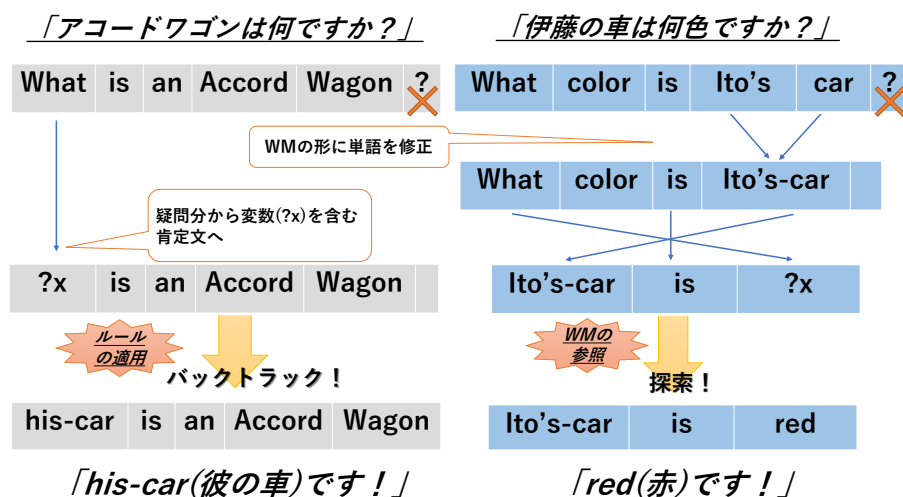 「アコードワゴンは何ですか？」
What is an Accord Wagon ?
疑問分から変数(?x)を含む
肯定文へ
?x is an Accord Wagon
ルール
の適用
バックトラック！
his-car is an Accord Wagon
「his-car(彼の車)です！」
「伊藤の車は何色ですか？」
What color is Ito's car ?
WMの形に単語を修正
What color is Ito's-car
Ito's-car is ?x
WMの
参照
探索！
Ito's-car is red
「red(赤)です！」